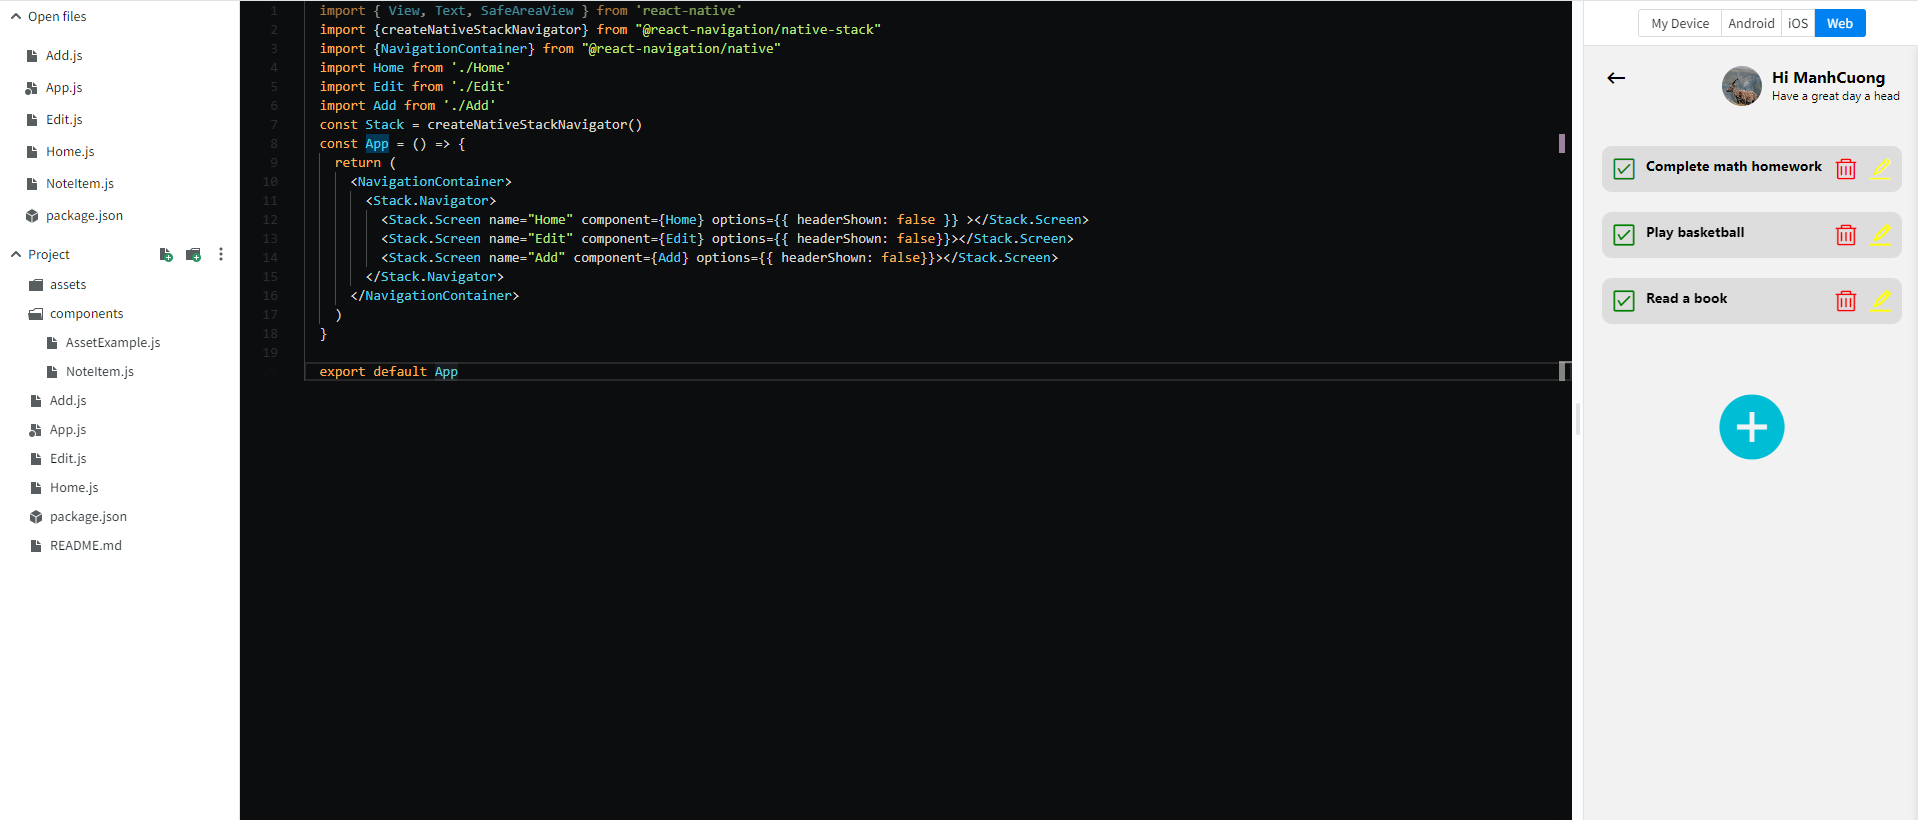 Open files
Add.js
App.js
Edit.js
Home.js
NoteItem.js
package.json
Project
assets
components
AssetExample.js
NoteItem.js
Add.js
App.js
Edit.js
Home.js
package.json
README.md
1 import { View, Text, SafeAreaView } from 'react-native'
2 import {createNativeStackNavigator} from "@react-navigation/native-stack"
3 import {NavigationContainer} from "@react-navigation/native"
4 import Home from './Home'
5 import Edit from './Edit'
6 import Add from './Add'
7 const Stack = createNativeStackNavigator()
8 const App = () => {
9 return (
10 <NavigationContainer>
11 <Stack.Navigator>
12 <Stack.Screen name="Home" component={Home} options={{ headerShown: false }} ></Stack.Screen>
13 <Stack.Screen name="Edit" component={Edit} options={{ headerShown: false}}></Stack.Screen>
14 <Stack.Screen name="Add" component={Add} options={{ headerShown: false}}></Stack.Screen>
15 </Stack.Navigator>
16 </NavigationContainer>
17 )
18 }
19
export default App
My Device Android iOS Web
Hi ManhCuong
Have a great day a head
Complete math homework
Play basketball
Read a book